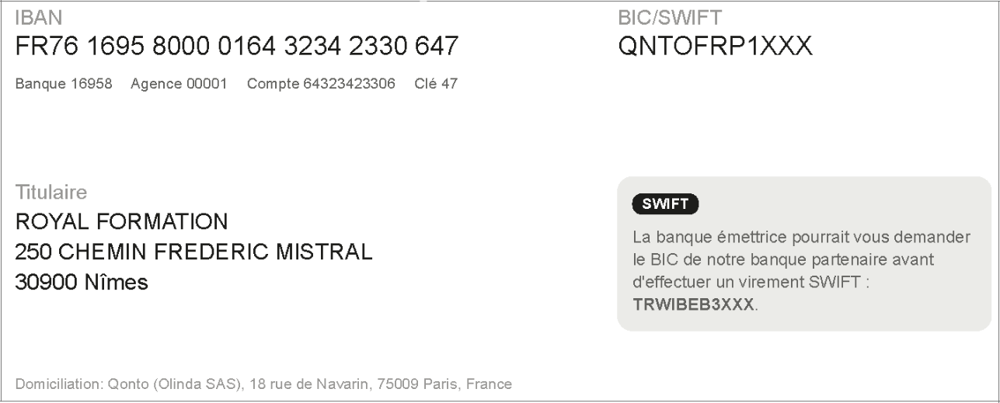 IBAN
FR76 1695 8000 0164 3234 2330 647
Banque 16958 Agence 00001 Compte 64323423306 Clé 47
BIC/SWIFT
QNTOFRP1XXX
Titulaire
ROYAL FORMATION
250 CHEMIN FREDERIC MISTRAL
30900 Nîmes
SWIFT
La banque émettrice pourrait vous demander
le BIC de notre banque partenaire avant
d'effectuer un virement SWIFT :
TRWIBEB3XXX.
Domiciliation: Qonto (Olinda SAS), 18 rue de Navarin, 75009 Paris, France